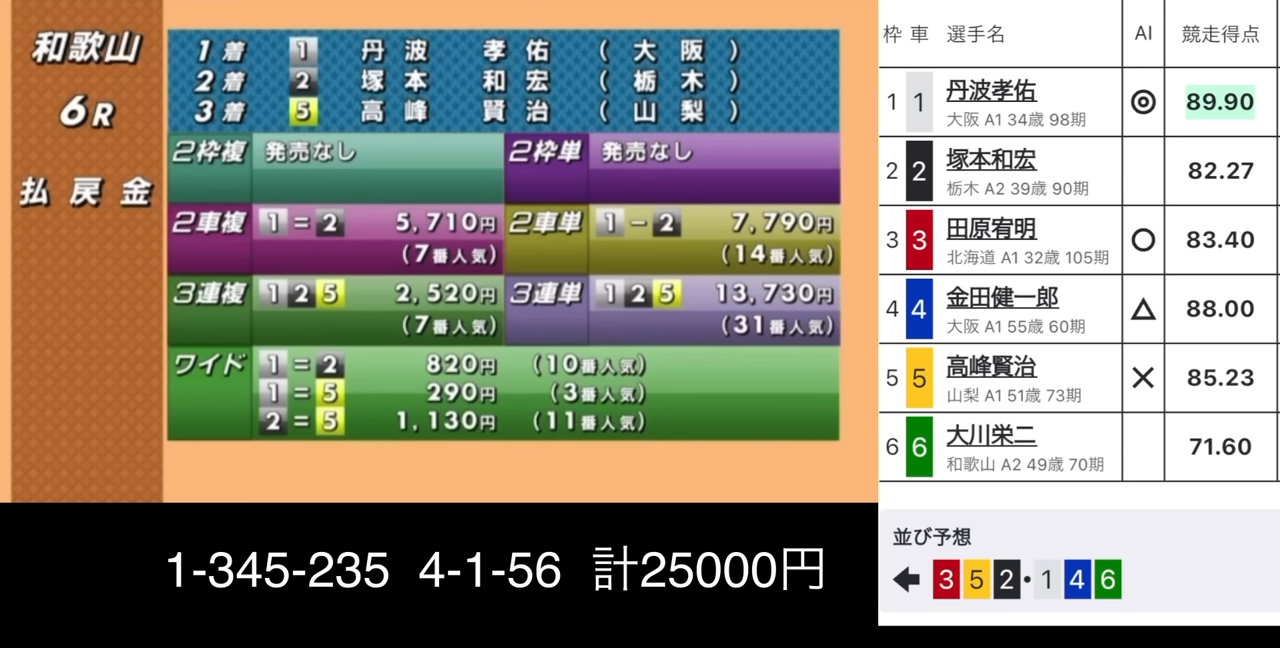 和歌山
6R
払戻金
1着 1 丹波 孝佑 (大阪)
2着 2 塚本 和宏 (栃木)
3着 5 高峰 賢治 (山梨)
2枠複 発売なし 2枠単 発売なし
2車複 1=2 5,710円 2車単 1-2 7,790円
(7番人気) (14番人気)
3連複 1 2 5 2,520円 3連単 1 2 5 13,730円
(7番人気) (31番人気)
ワイド 1=2 820円 (10番人気)
1=5 290円 (3番人気)
2=5 1,130円 (11番人気)
1-345-235 4-1-56 計25000円
枠 車 選手名 AI 競走得点
1 1 丹波孝佑 ◎ 89.90
大阪 A1 34歳 98期
2 2 塚本和宏 82.27
栃木 A2 39歳 90期
3 3 田原宥明 ○ 83.40
北海道 A1 32歳 105期
4 4 金田健一郎 △ 88.00
大阪 A1 55歳 60期
5 5 高峰賢治 × 85.23
山梨 A1 51歳 73期
6 6 大川栄二 71.60
和歌山 A2 49歳 70期
並び予想
← 3 5 2・1 4 6